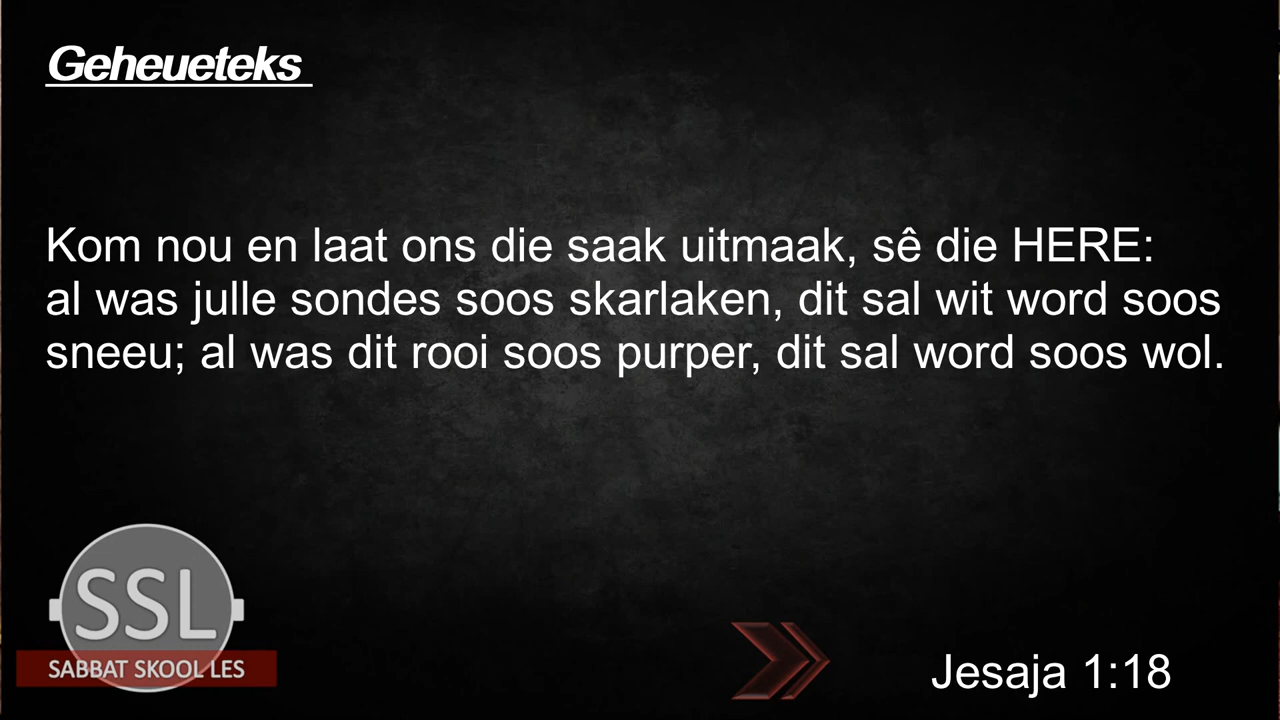 Geheueteks
Kom nou en laat ons die saak uitmaak, sê die HERE:
al was julle sondes soos skarlaken, dit sal wit word soos
sneeu; al was dit rooi soos purper, dit sal word soos wol.
SSL
SABBAT SKOOL LES
Jesaja 1:18